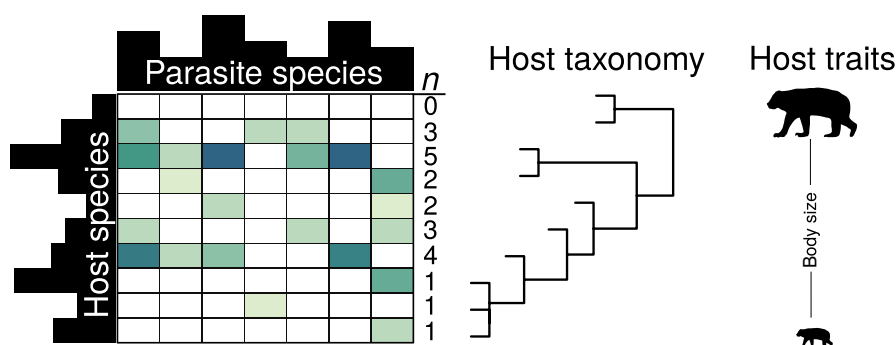 Parasite species
n
Host taxonomy
Host traits
Host species
0
3
5
2
2
3
4
1
1
1
Body size